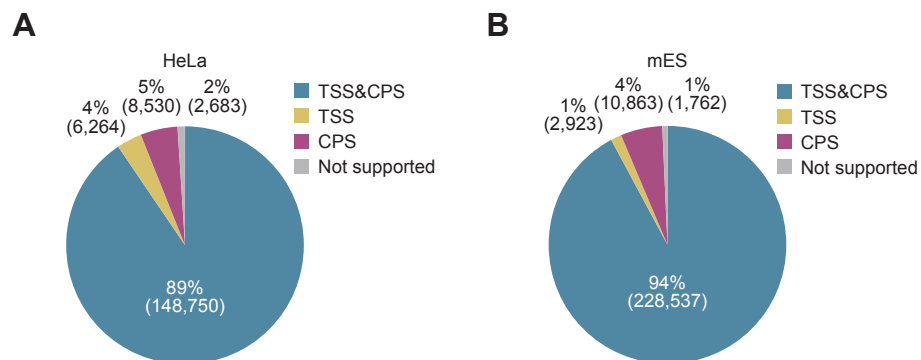 A
HeLa
5%
(8,530)
2%
(2,683)
4%
(6,264)
TSS&CPS
TSS
CPS
Not supported
89%
(148,750)
B
mES
4%
(10,863)
1%
(1,762)
1%
(2,923)
TSS&CPS
TSS
CPS
Not supported
94%
(228,537)